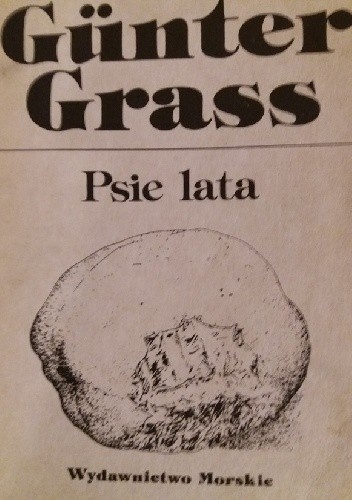 Günter
Grass
Psie lata
Wydawnictwo Morskie